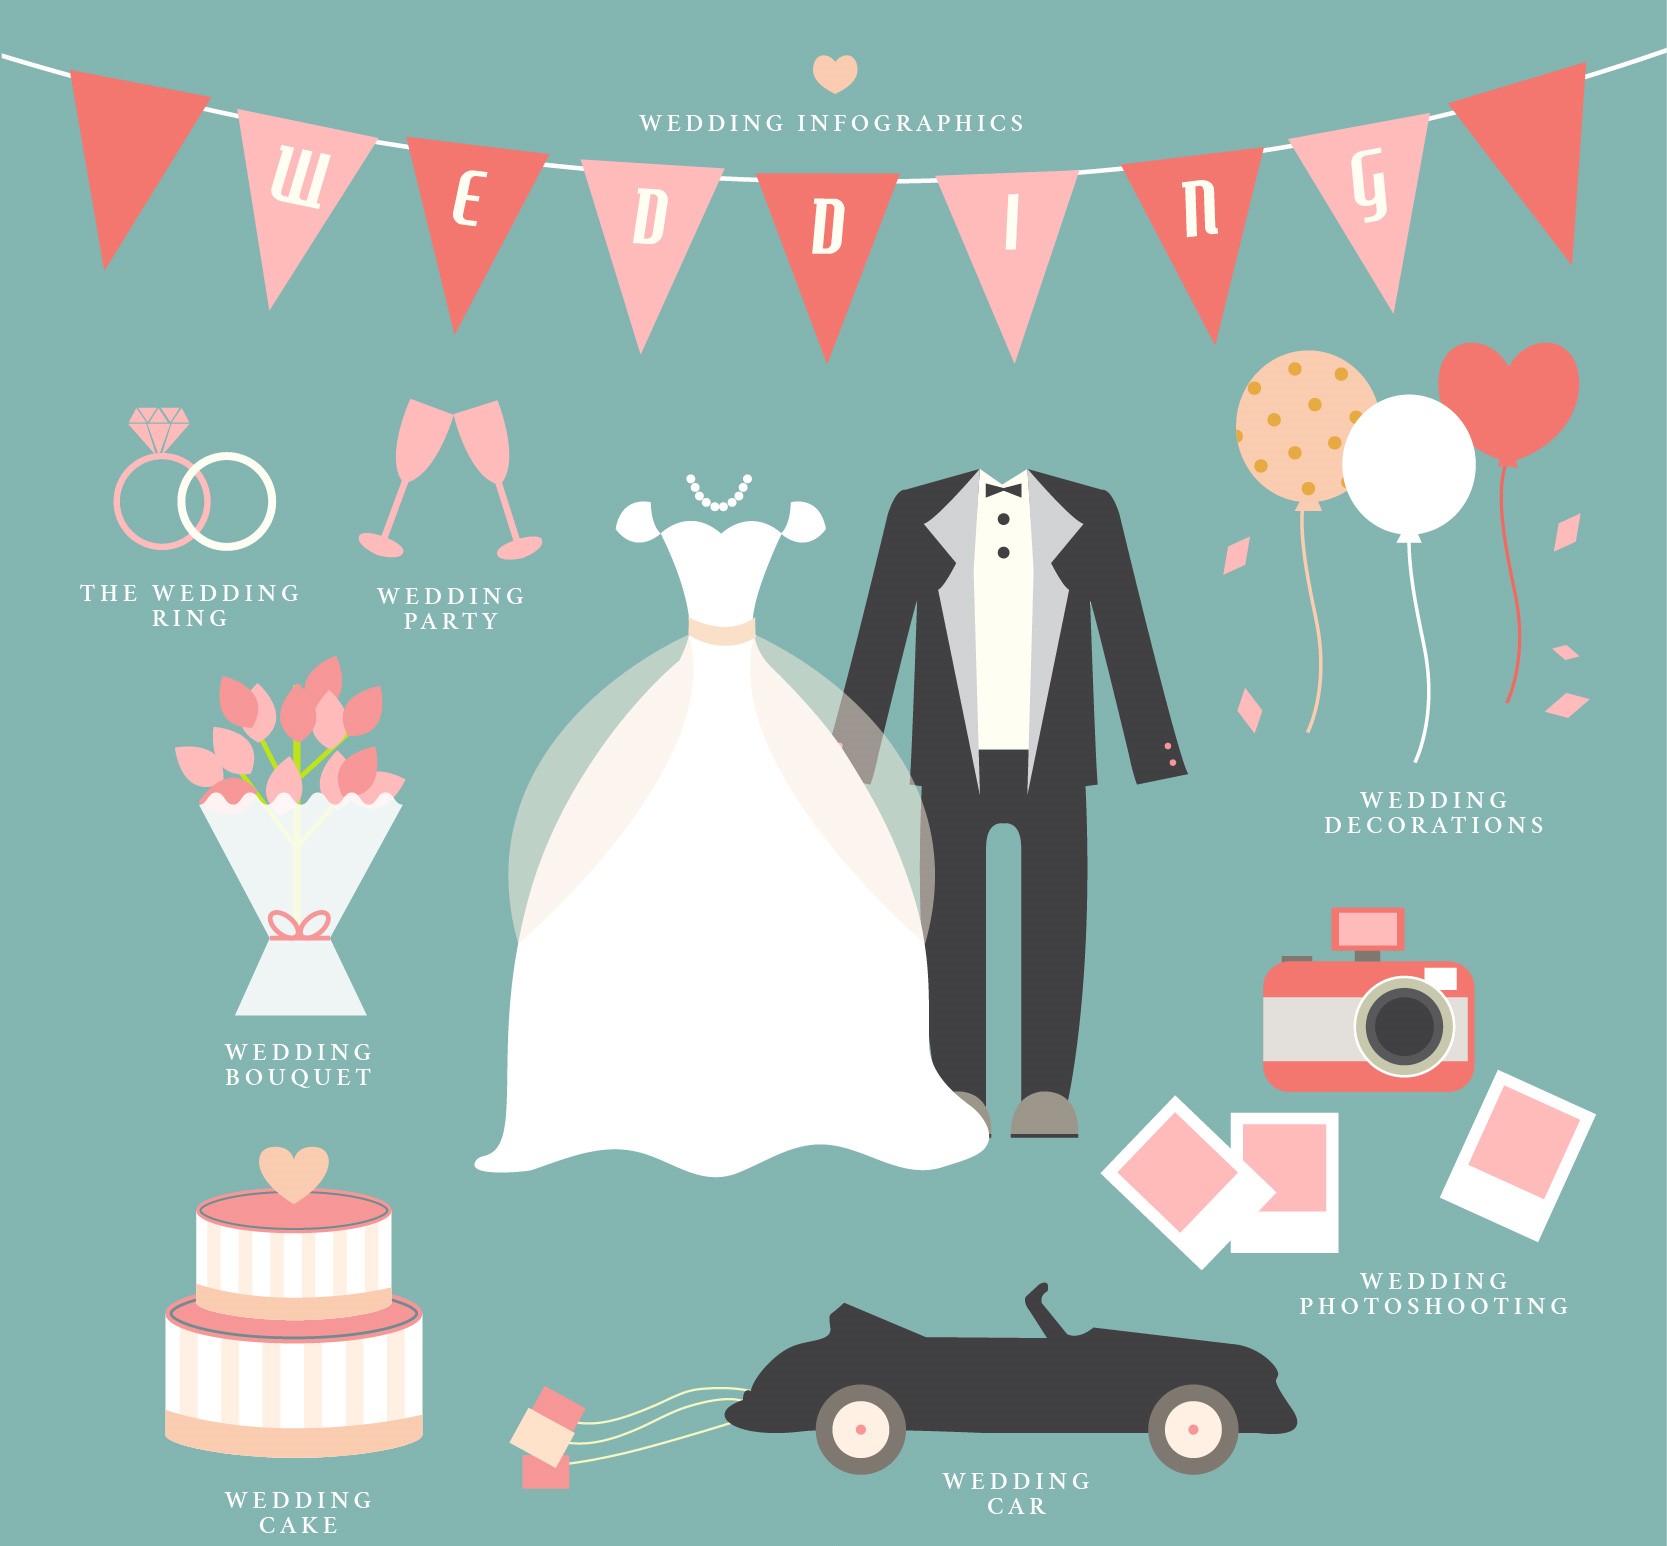 WEDDING INFOGRAPHICS
WEDDING
THE WEDDING
RING
WEDDING
PARTY
WEDDING
DECORATIONS
WEDDING
BOUQUET
WEDDING
PHOTOSHOOTING
WEDDING
CAR
WEDDING
CAKE